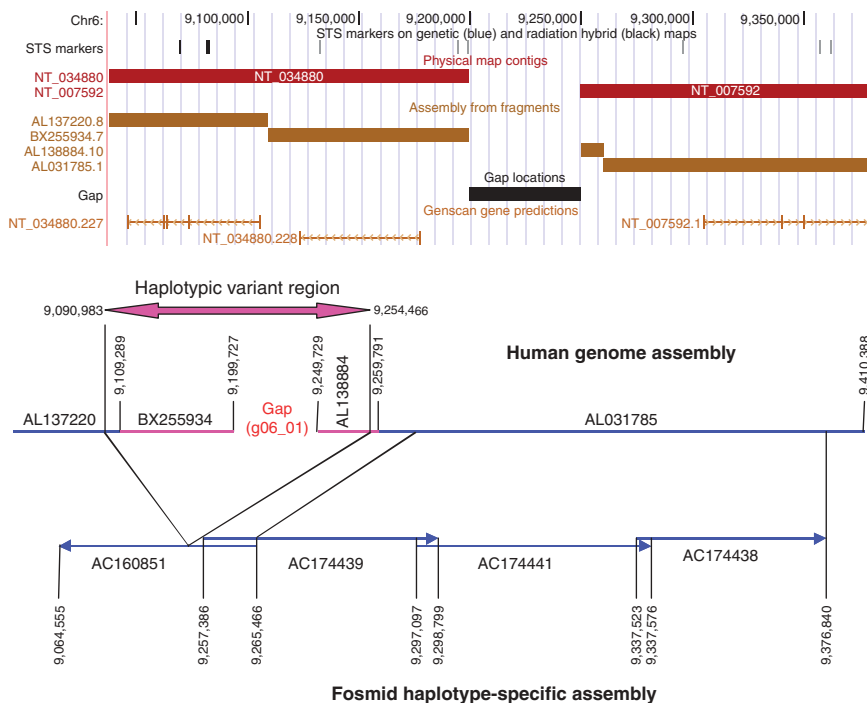 Chr6:
9,100,000
9,150,000
9,200,000
9,250,000
9,300,000
9,350,000
STS markers on genetic (blue) and radiation hybrid (black) maps
STS markers
Physical map contigs
NT_034880
NT_034880
NT_007592
NT_007592
Assembly from fragments
AL137220.8
BX255934.7
AL138884.10
AL031785.1
Gap locations
Gap
Genscan gene predictions
NT_034880.227
NT_007592.1
NT_034880.228
Haplotypic variant region
9,090,983
9,254,466
9,109,289
9,199,727
9,249,729
AL138884
9,259,791
9,410,388
Human genome assembly
AL137220
BX255934
Gap
(g06_01)
AL031785
AC160851
AC174439
AC174441
AC174438
9,064,555
9,257,386
9,265,466
9,297,097
9,298,799
9,337,523
9,337,576
9,376,840
Fosmid haplotype-specific assembly